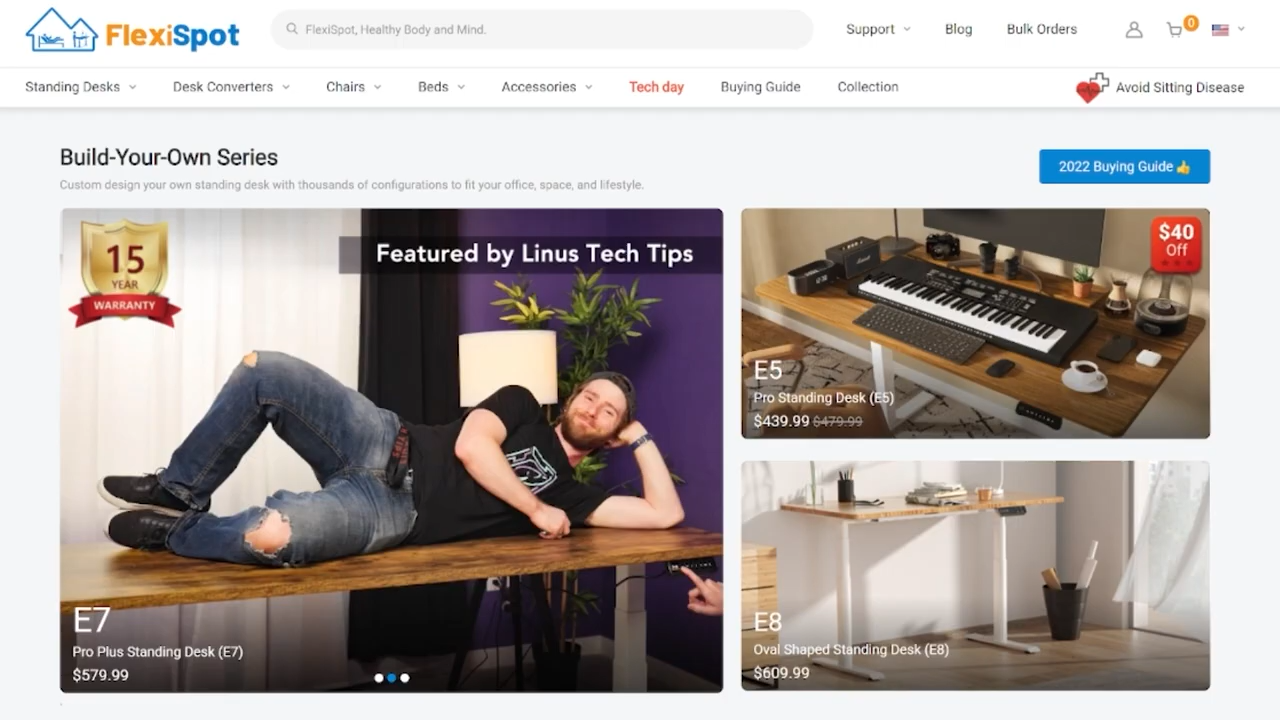 FlexiSpot
FlexiSpot, Healthy Body and Mind.
Support
Blog
Bulk Orders
0
Standing Desks
Desk Converters
Chairs
Beds
Accessories
Tech day
Buying Guide
Collection
Avoid Sitting Disease
Build-Your-Own Series
Custom design your own standing desk with thousands of configurations to fit your office, space, and lifestyle.
2022 Buying Guide 👍
15
YEAR
WARRANTY
Featured by Linus Tech Tips
E7
Pro Plus Standing Desk (E7)
$579.99
$40
Off
E5
Pro Standing Desk (E5)
$439.99 $479.99
E8
Oval Shaped Standing Desk (E8)
$609.99